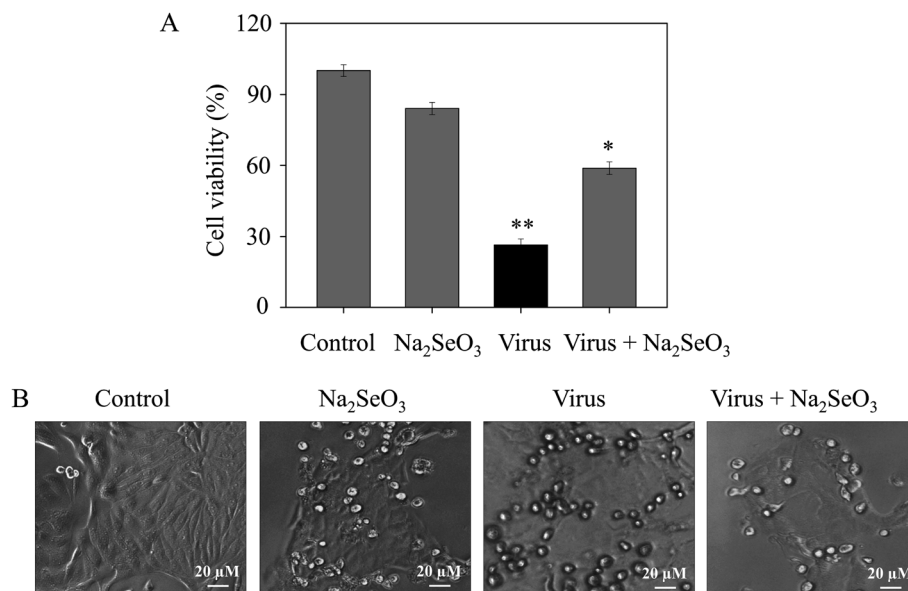 A
Cell viability (%)
120
90
60
30
0
**
*
Control Na₂SeO₃ Virus Virus + Na₂SeO₃
B
Control Na₂SeO₃ Virus Virus + Na₂SeO₃
20 µM 20 µM 20 µM 20 µM